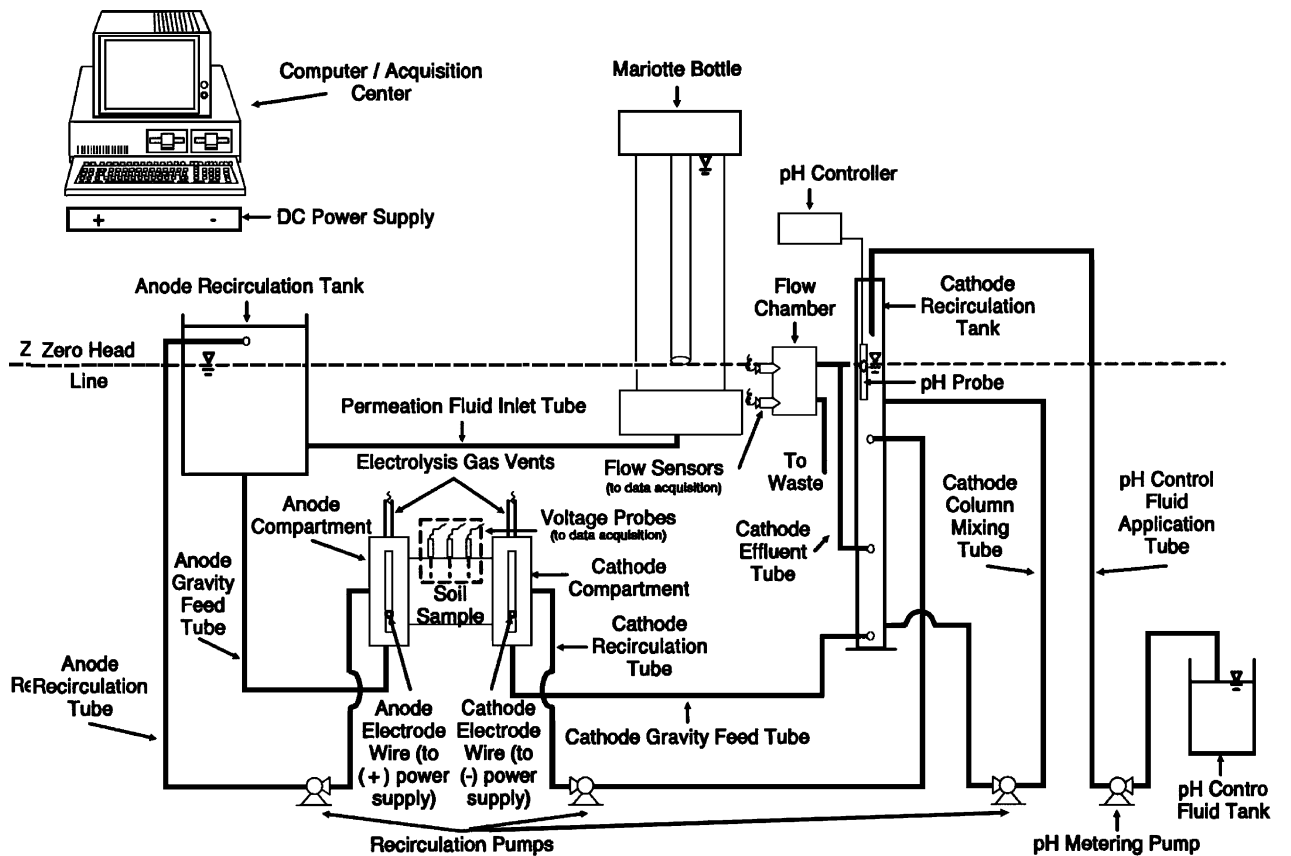 Computer / Acquisition
Center
+ -
DC Power Supply
Mariotte Bottle
pH Controller
Anode Recirculation Tank
Flow
Chamber
Cathode
Recirculation
Tank
Z Zero Head
Line
pH Probe
Permeation Fluid Inlet Tube
Electrolysis Gas Vents
Flow Sensors
(to data acquisition)
To
Waste
Cathode
Column
Mixing
Tube
pH Control
Fluid
Application
Tube
Anode
Compartment
Voltage Probes
(to data acquisition)
Cathode
Effluent
Tube
Anode
Gravity
Feed
Tube
Soil
Sample
Cathode
Compartment
Cathode
Recirculation
Tube
Anode
ReRecirculation
Tube
Anode
Electrode
Wire (to
(+) power
supply)
Cathode
Electrode
Wire (to
(-) power
supply)
Cathode Gravity Feed Tube
Recirculation Pumps
pH Metering Pump
pH Contro
Fluid Tank